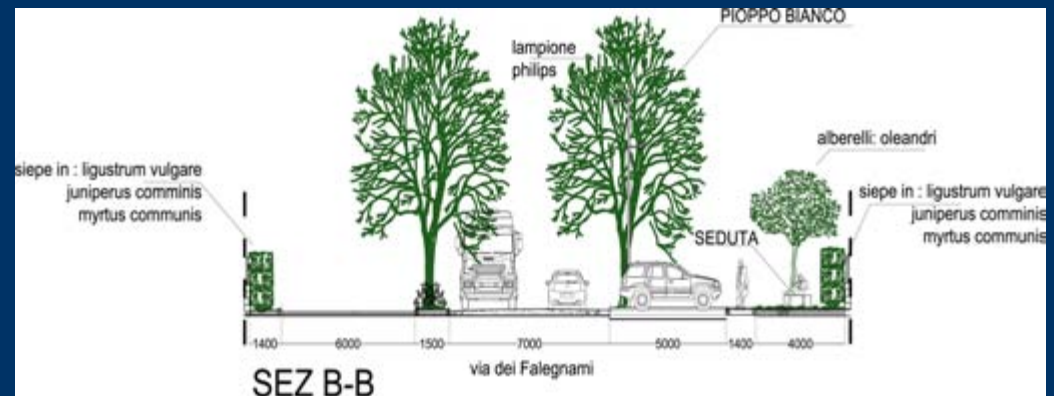 PIOPPO BIANCO
lampione
philips
alberelli: oleandri
siepe in : ligustrum vulgare
juniperus comminis
myrtus communis
siepe in : ligustrum vulgare
juniperus comminis
myrtus communis
SEDUTA
1400 6000 1500 7000 5000 1400 4000
via dei Falegnami
SEZ B-B